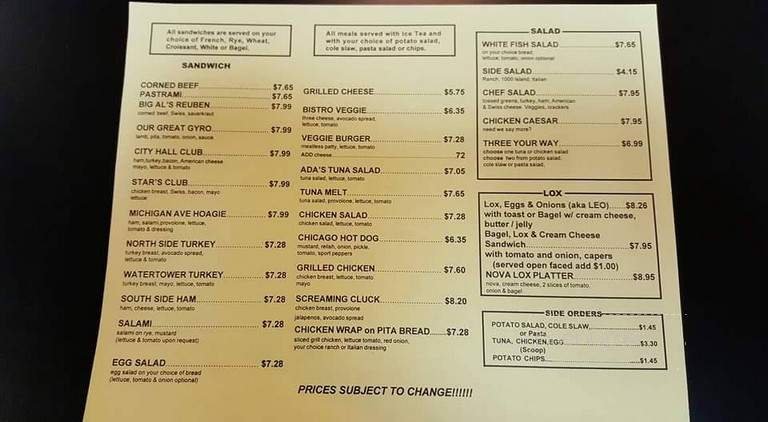 All sandwiches are served on your
choice of French, Rye, Wheat,
Croissant, White or Bagel.
SANDWICH
CORNED BEEF $7.65
PASTRAMI $7.65
BIG AL'S REUBEN $7.99
corned beef, Swiss, sauerkraut
OUR GREAT GYRO $7.99
lamb, pita, tomato, onion, sauce
CITY HALL CLUB $7.99
ham,turkey,bacon, American cheese
mayo, lettuce & tomato
STAR'S CLUB $7.99
chicken breast, Swiss, bacon, mayo
lettuce
MICHIGAN AVE HOAGIE $7.99
ham, salami,provolone, lettuce,
tomato & dressing
NORTH SIDE TURKEY $7.28
turkey breast, avocado spread,
lettuce & tomato
WATERTOWER TURKEY $7.28
turkey breast, mayo, lettuce, tomato
SOUTH SIDE HAM $7.28
ham, cheese, lettuce, tomato
SALAMI $7.28
salami on rye, mustard
(lettuce & tomato upon request)
EGG SALAD $7.28
egg salad on your choice of bread
(lettuce, tomato & onion optional)
All meals served with Ice Tea and
with your choice of potato salad,
cole slaw, pasta salad or chips.
GRILLED CHEESE $5.75
BISTRO VEGGIE $6.35
three cheese, avocado spread,
lettuce, tomato
VEGGIE BURGER $7.28
meatless patty, lettuce, tomato
ADD cheese 72
ADA'S TUNA SALAD $7.05
tuna salad, lettuce, tomato
TUNA MELT $7.65
tuna salad, provolone, lettuce, tomato
CHICKEN SALAD $7.28
chicken salad, lettuce, tomato
CHICAGO HOT DOG $6.35
mustard, relish, onion, pickle,
tomato, sport peppers
GRILLED CHICKEN $7.60
chicken breast, lettuce, tomato
mayo
SCREAMING CLUCK $8.20
chicken breast, provolone
jalapenos, avocado spread
CHICKEN WRAP on PITA BREAD $7.28
sliced grill chicken, lettuce tomato, red onion,
your choice ranch or Italian dressing
PRICES SUBJECT TO CHANGE!!!!!!
SALAD
WHITE FISH SALAD $7.65
on your choice bread
lettuce, tomato, onion optional
SIDE SALAD $4.15
Ranch, 1000 Island, Italian
CHEF SALAD $7.95
tossed greens, turkey, ham, American
& Swiss cheese. Veggies, crackers
CHICKEN CAESAR $7.95
need we say more?
THREE YOUR WAY $6.99
choose one tuna or chicken salad
choose two from potato salad,
cole slaw or pasta salad,
LOX
Lox, Eggs & Onions (aka LEO) $8.26
with toast or Bagel w/ cream cheese,
butter / jelly
Bagel, Lox & Cream Cheese
Sandwich $7.95
with tomato and onion, capers
(served open faced add $1.00)
NOVA LOX PLATTER $8.95
nova, cream cheese, 2 slices of tomato,
onion & bagel
SIDE ORDERS
POTATO SALAD, COLE SLAW $1.45
or Pasta
TUNA, CHICKEN,EGG $3.30
(Scoop)
POTATO CHIPS $1.45